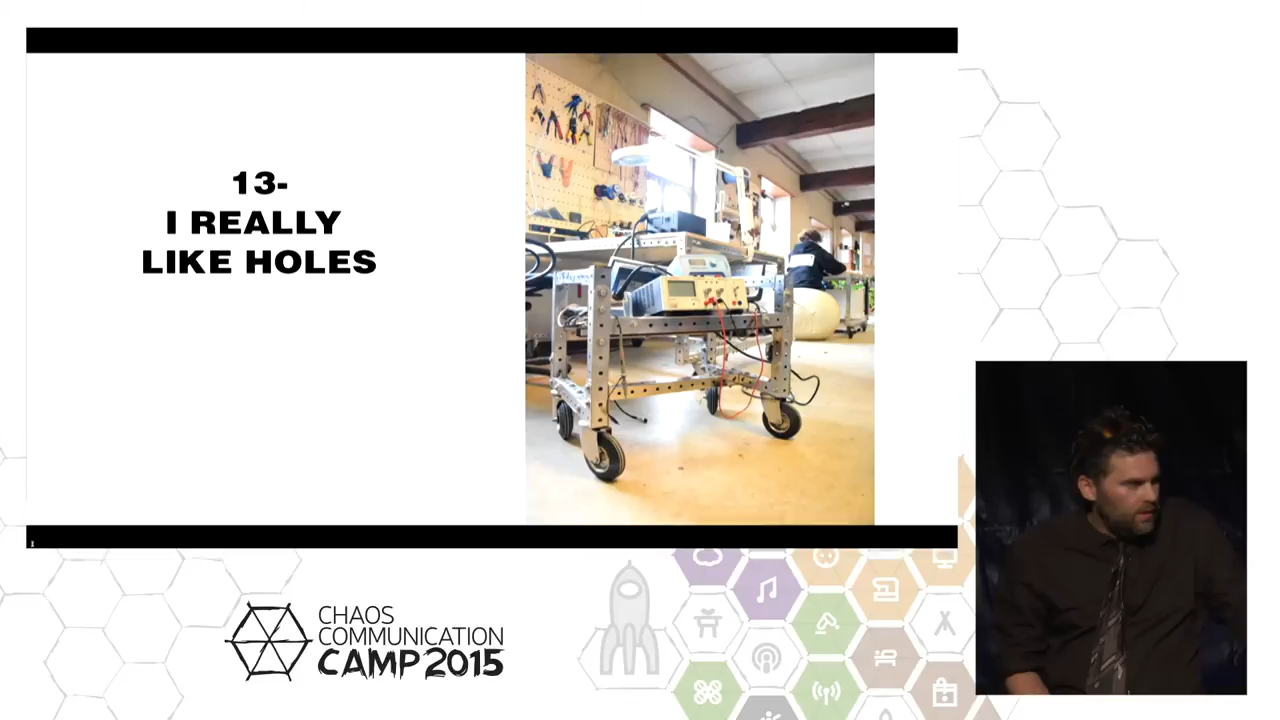 13-
I REALLY
LIKE HOLES
CHAOS
COMMUNICATION
CAMP 2015